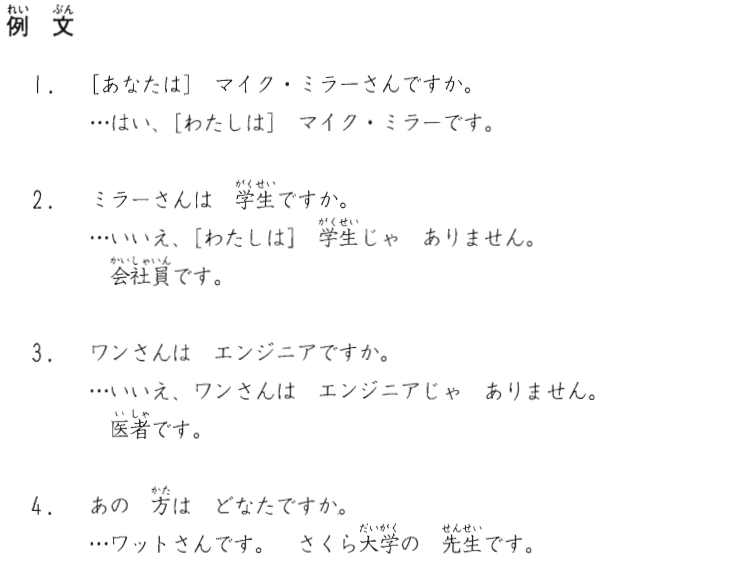 例文
1. [あなたは] マイク・ミラーさんですか。
…はい、[わたしは] マイク・ミラーです。
2. ミラーさんは 学生ですか。
…いいえ、[わたしは] 学生じゃ ありません。
会社員です。
3. ワンさんは エンジニアですか。
…いいえ、ワンさんは エンジニアじゃ ありません。
医者です。
4. あの 方は どなたですか。
…ワットさんです。 さくら大学の 先生です。